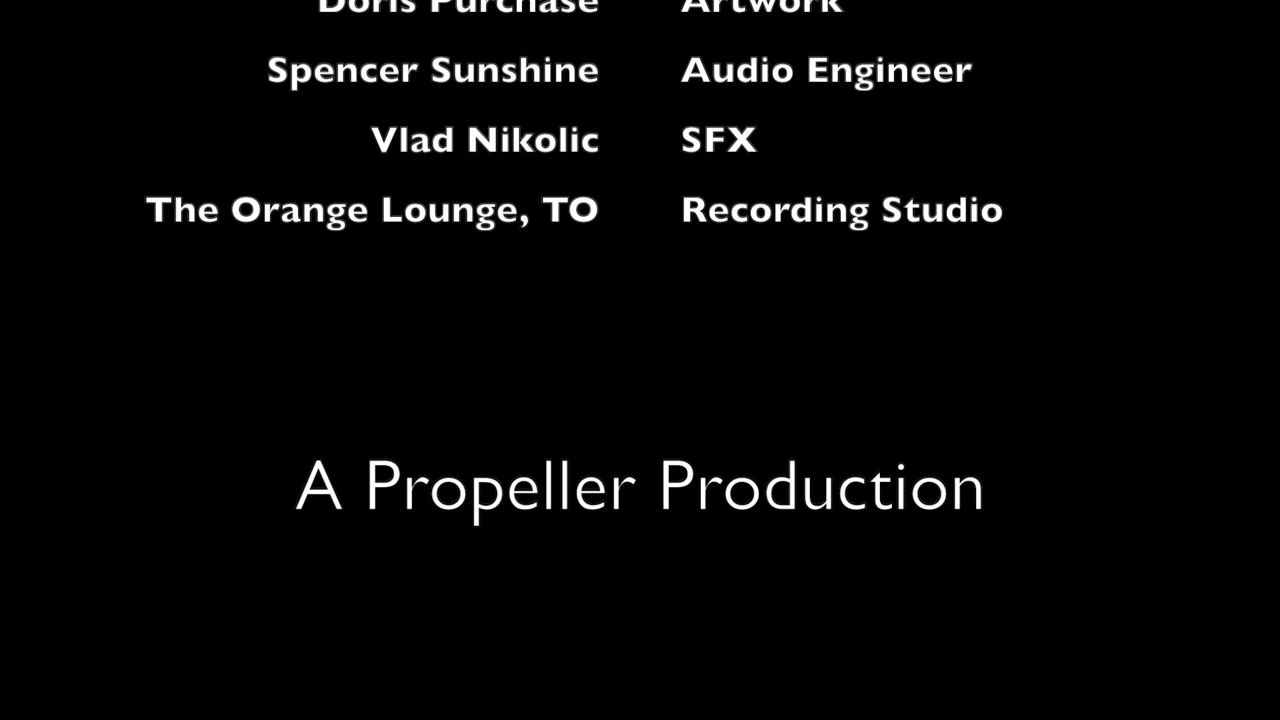 Doris Purchase Artwork
Spencer Sunshine Audio Engineer
Vlad Nikolic SFX
The Orange Lounge, TO Recording Studio
A Propeller Production